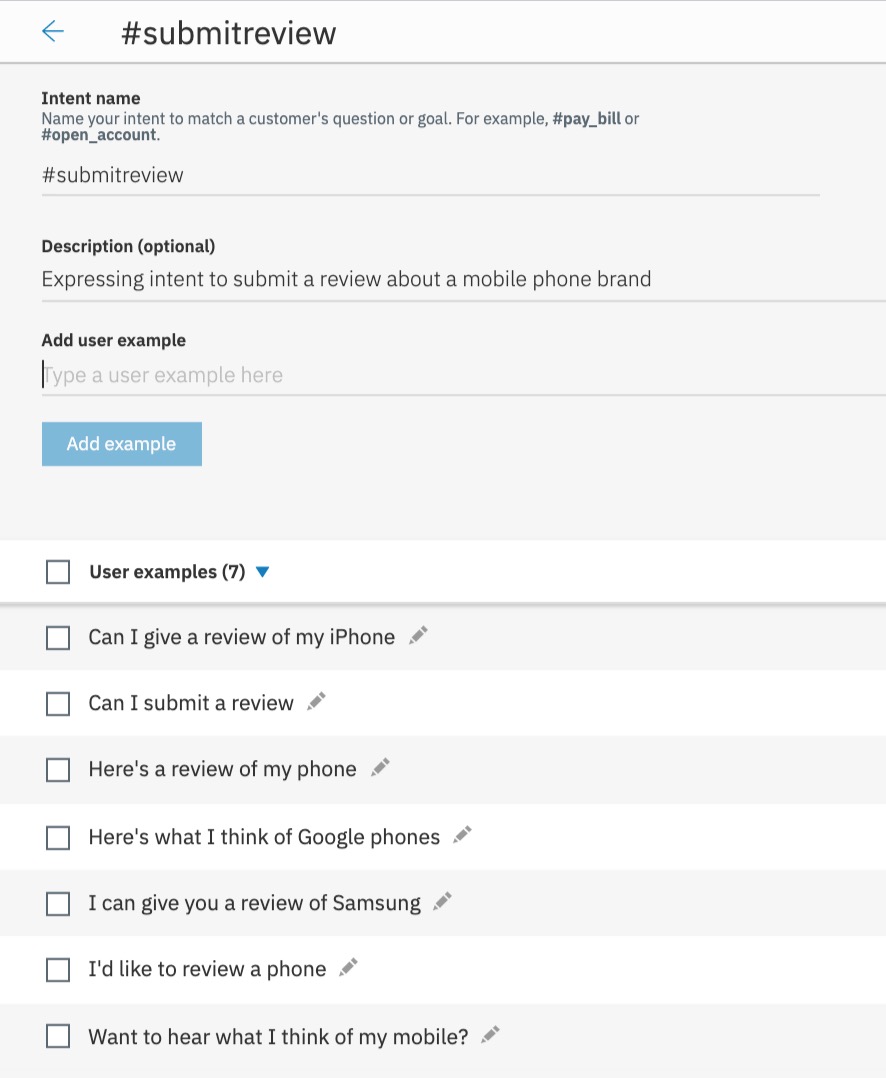 #submitreview
Intent name
Name your intent to match a customer's question or goal. For example, #pay_bill or
#open_account.
#submitreview
Description (optional)
Expressing intent to submit a review about a mobile phone brand
Add user example
Type a user example here
Add example
User examples (7)
Can I give a review of my iPhone
Can I submit a review
Here's a review of my phone
Here's what I think of Google phones
I can give you a review of Samsung
I'd like to review a phone
Want to hear what I think of my mobile?